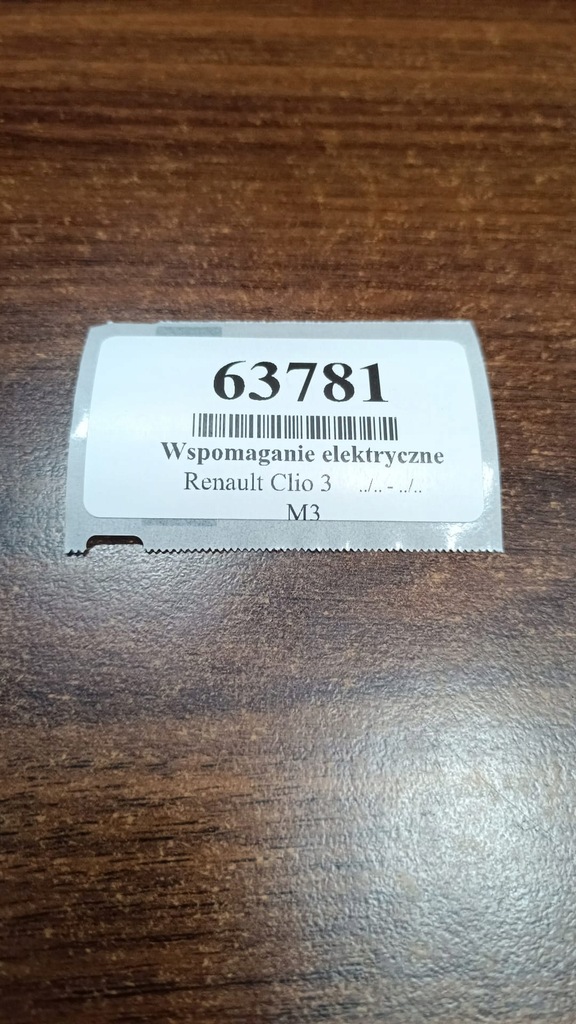 63781
Wspomaganie elektryczne
Renault Clio 3 ../.. - ../..
M3